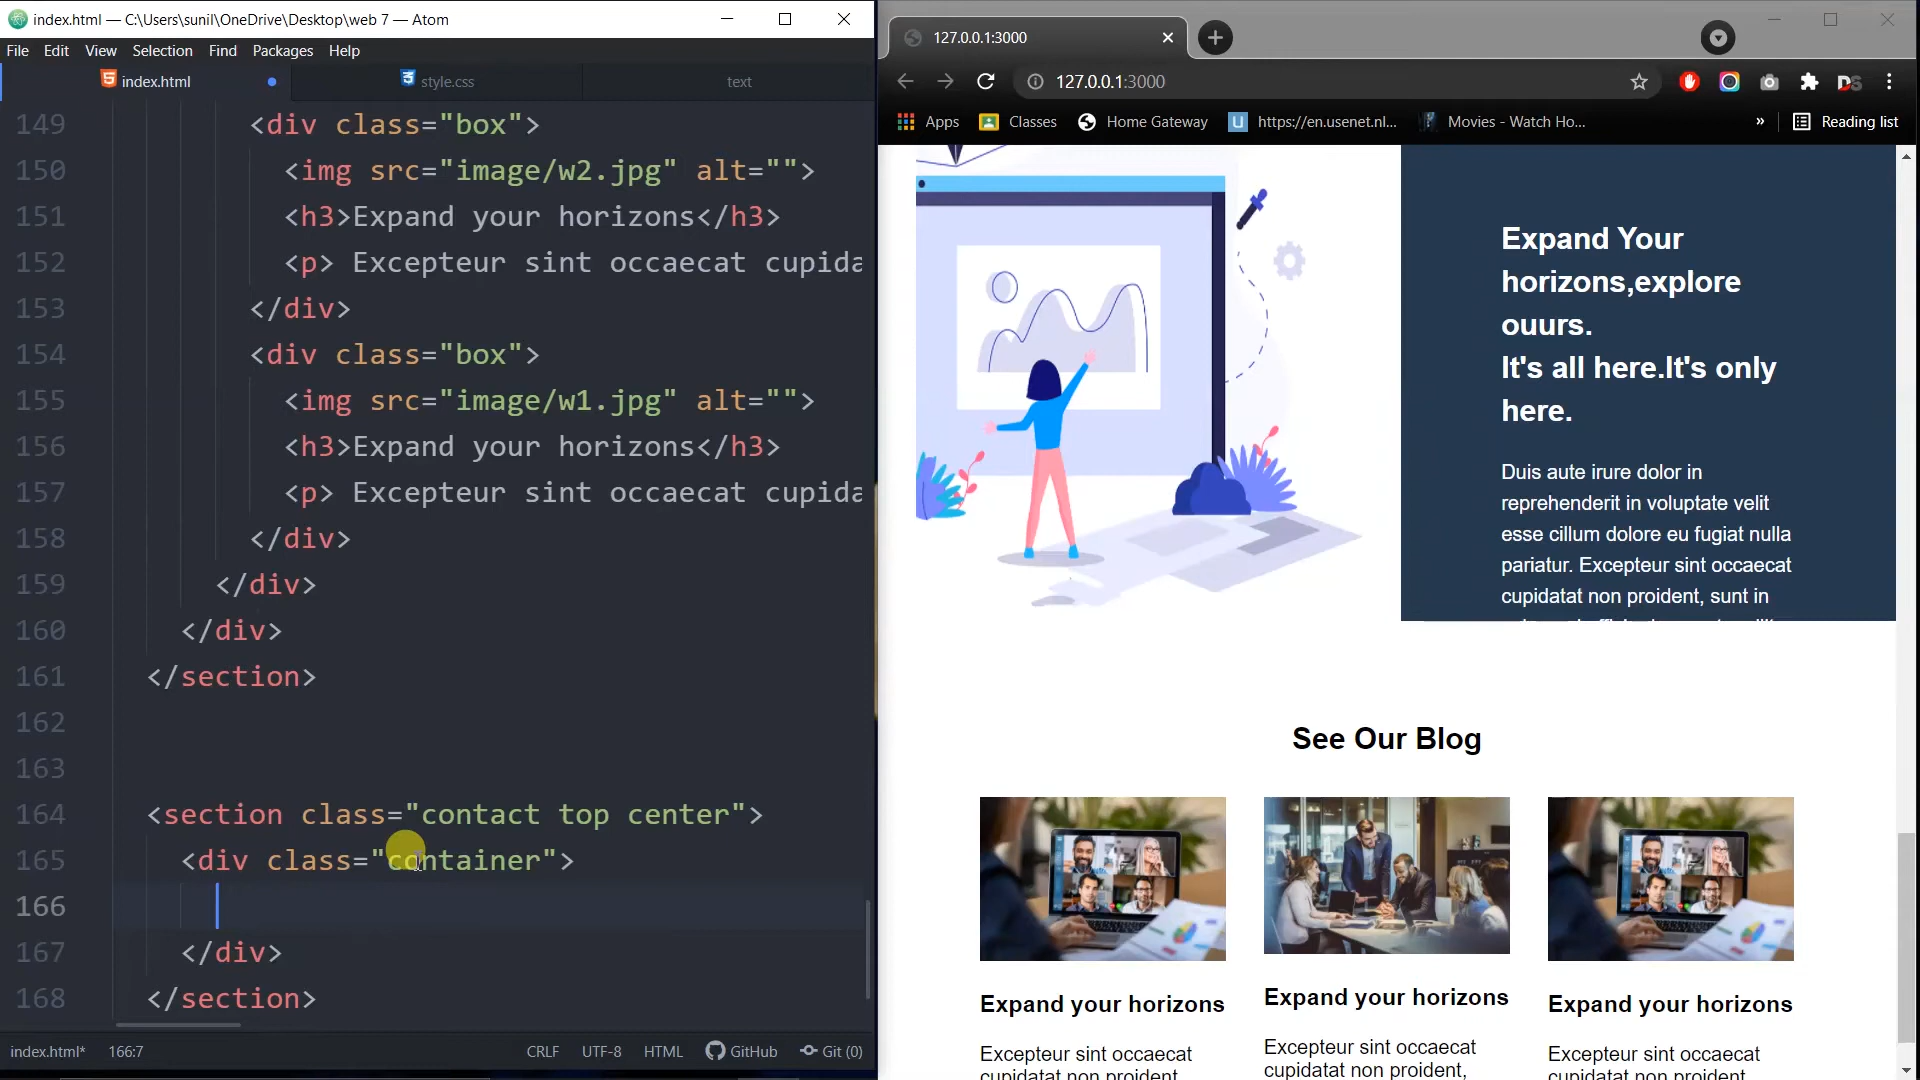 index.html — C:\Users\sunil\OneDrive\Desktop\web 7 — Atom
File Edit View Selection Find Packages Help
index.html style.css text
149 <div class="box">
150 <img src="image/w2.jpg" alt="">
151 <h3>Expand your horizons</h3>
152 <p> Excepteur sint occaecat cupida
153 </div>
154 <div class="box">
155 <img src="image/w1.jpg" alt="">
156 <h3>Expand your horizons</h3>
157 <p> Excepteur sint occaecat cupida
158 </div>
159 </div>
160 </div>
161 </section>
162
163
164 <section class="contact top center">
165 <div class="container">
166
167 </div>
168 </section>
index.html* 166:7 CRLF UTF-8 HTML GitHub Git (0)
127.0.0.1:3000
127.0.0.1:3000
Apps Classes Home Gateway https://en.usenet.nl... Movies - Watch Ho... » Reading list
Expand Your
horizons,explore
ouurs.
It's all here.It's only
here.
Duis aute irure dolor in
reprehenderit in voluptate velit
esse cillum dolore eu fugiat nulla
pariatur. Excepteur sint occaecat
cupidatat non proident, sunt in
See Our Blog
Expand your horizons
Excepteur sint occaecat
cupidatat non proident
Expand your horizons
Excepteur sint occaecat
cupidatat non proident,
Expand your horizons
Excepteur sint occaecat
cupidatat non proident